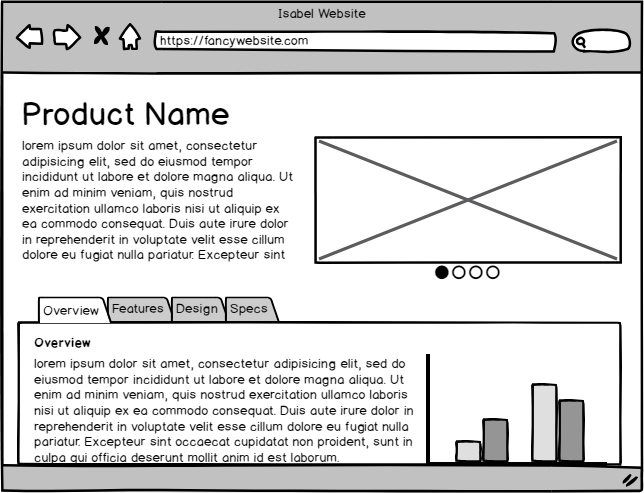 Isabel Website
https://fancywebsite.com
Product Name
lorem ipsum dolor sit amet, consectetur
adipisicing elit, sed do eiusmod tempor
incididunt ut labore et dolore magna aliqua. Ut
enim ad minim veniam, quis nostrud
exercitation ullamco laboris nisi ut aliquip ex
ea commodo consequat. Duis aute irure dolor
in reprehenderit in voluptate velit esse cillum
dolore eu fugiat nulla pariatur. Excepteur sint
Overview Features Design Specs
Overview
lorem ipsum dolor sit amet, consectetur adipisicing elit, sed do
eiusmod tempor incididunt ut labore et dolore magna aliqua. Ut
enim ad minim veniam, quis nostrud exercitation ullamco laboris
nisi ut aliquip ex ea commodo consequat. Duis aute irure dolor in
reprehenderit in voluptate velit esse cillum dolore eu fugiat nulla
pariatur. Excepteur sint occaecat cupidatat non proident, sunt in
culpa qui officia deserunt mollit anim id est laborum.